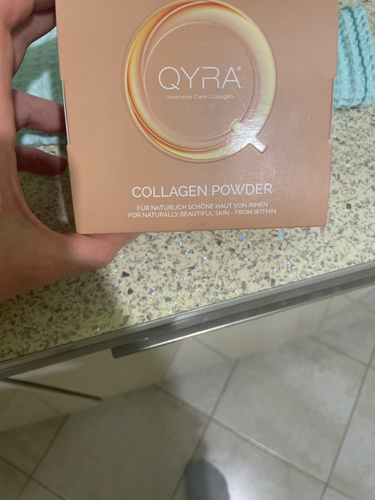 QYRA®
Intensive Care Collagen
COLLAGEN POWDER
FÜR NATÜRLICH SCHÖNE HAUT VON INNEN
FOR NATURALLY BEAUTIFUL SKIN - FROM WITHIN